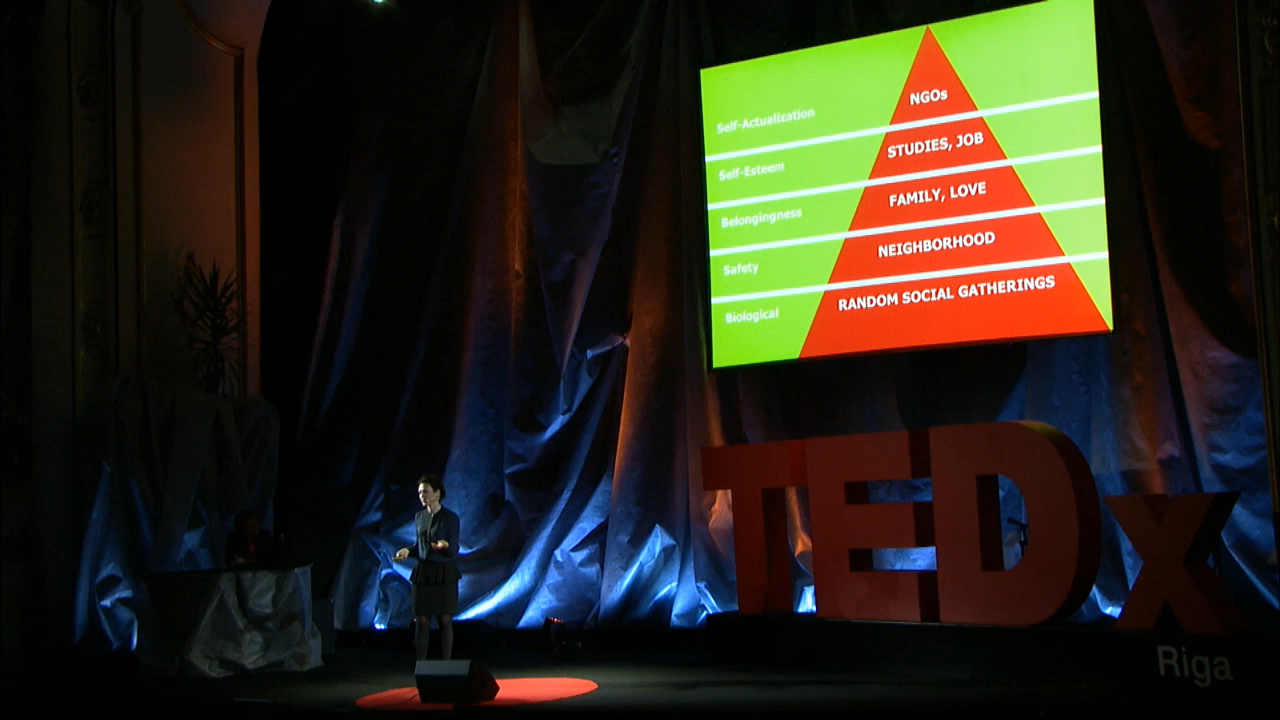 NGOs
Self-Actualization
STUDIES, JOB
Self-Esteem
FAMILY, LOVE
Belongingness
NEIGHBORHOOD
Safety
RANDOM SOCIAL GATHERINGS
Biological
TEDx
Riga